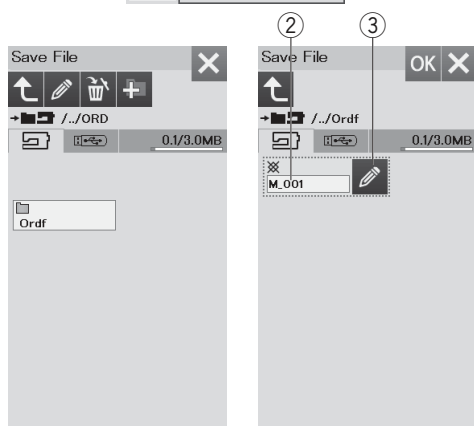 2 3
Save File
/../ORD
0.1/3.0MB
Ordf
Save File OK
/../Ordf
0.1/3.0MB
M_001